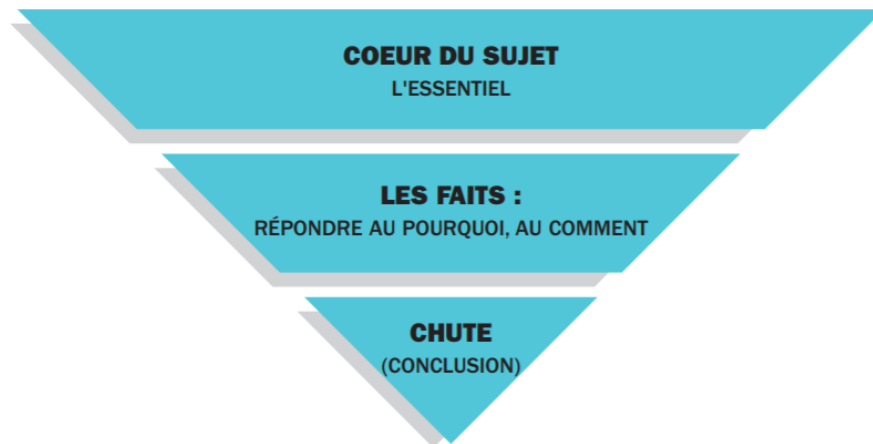 COEUR DU SUJET
L'ESSENTIEL
LES FAITS :
RÉPONDRE AU POURQUOI, AU COMMENT
CHUTE
(CONCLUSION)